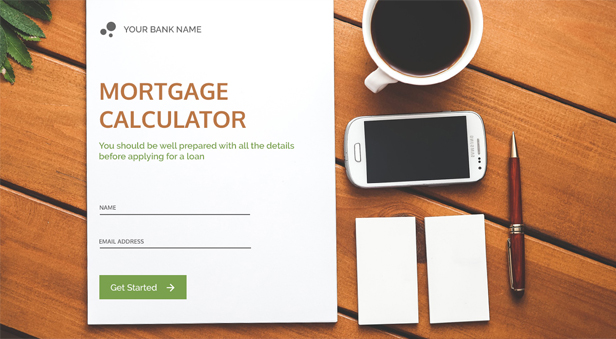 YOUR BANK NAME
MORTGAGE
CALCULATOR
You should be well prepared with all the details
before applying for a loan
NAME
EMAIL ADDRESS
Get Started
SAMSUNG